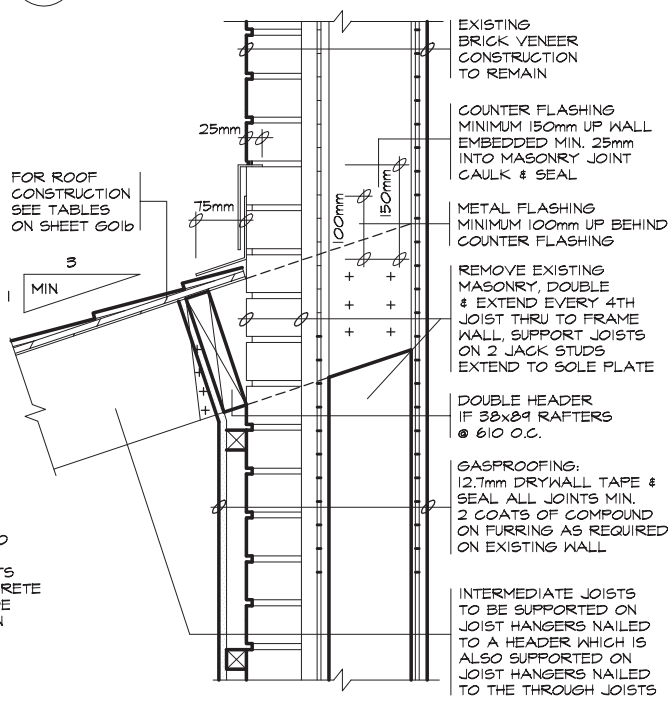 EXISTING
BRICK VENEER
CONSTRUCTION
TO REMAIN
COUNTER FLASHING
MINIMUM 150mm UP WALL
EMBEDDED MIN. 25mm
INTO MASONRY JOINT
CAULK & SEAL
METAL FLASHING
MINIMUM 100mm UP BEHIND
COUNTER FLASHING
REMOVE EXISTING
MASONRY, DOUBLE
& EXTEND EVERY 4TH
JOIST THRU TO FRAME
WALL, SUPPORT JOISTS
ON 2 JACK STUDS
EXTEND TO SOLE PLATE
DOUBLE HEADER
IF 38x89 RAFTERS
@ 610 O.C.
GASPROOFING:
12.7mm DRYWALL TAPE &
SEAL ALL JOINTS MIN.
2 COATS OF COMPOUND
ON FURRING AS REQUIRED
ON EXISTING WALL
INTERMEDIATE JOISTS
TO BE SUPPORTED ON
JOIST HANGERS NAILED
TO A HEADER WHICH IS
ALSO SUPPORTED ON
JOIST HANGERS NAILED
TO THE THROUGH JOISTS
25mm
75mm
100mm
150mm
FOR ROOF
CONSTRUCTION
SEE TABLES
ON SHEET G016
3
1
MIN
O
TS
RETE
E
N